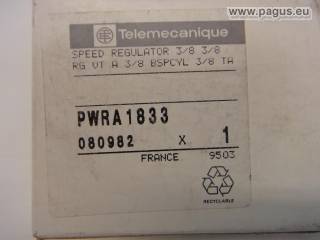 www.pagus.eu
Telemecanique
SPEED REGULATOR 3/8 3/8
RG VT A 3/8 BSPCYL 3/8 TA
PWRA1833
080982 X 1
FRANCE 9503
RECYCLABLE